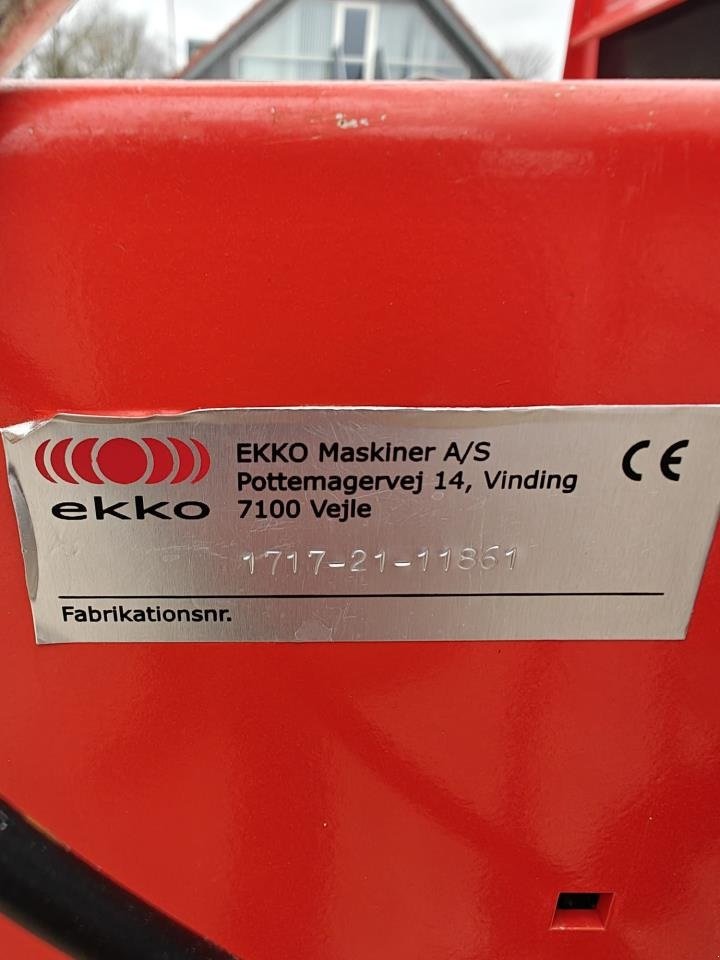 ekko
EKKO Maskiner A/S
Pottemagervej 14, Vinding
7100 Vejle
CE
1717-21-11861
Fabrikationsnr.